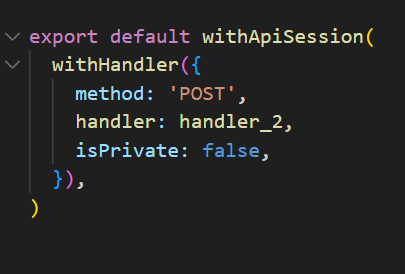 export default withApiSession(
withHandler({
method: 'POST',
handler: handler_2,
isPrivate: false,
}),
)